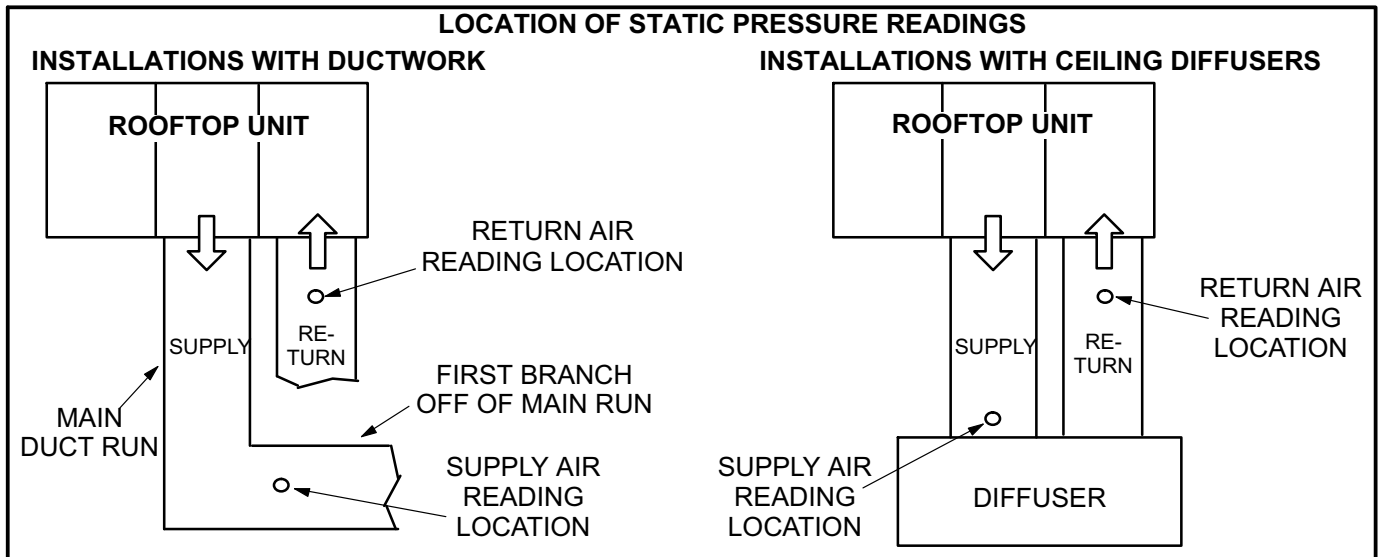 LOCATION OF STATIC PRESSURE READINGS
INSTALLATIONS WITH DUCTWORK
ROOFTOP UNIT
RETURN AIR
READING LOCATION
SUPPLY
RE-
TURN
FIRST BRANCH
OFF OF MAIN RUN
MAIN
DUCT RUN
SUPPLY AIR
READING
LOCATION
INSTALLATIONS WITH CEILING DIFFUSERS
ROOFTOP UNIT
RETURN AIR
READING
LOCATION
SUPPLY
RE-
TURN
SUPPLY AIR
READING
LOCATION
DIFFUSER